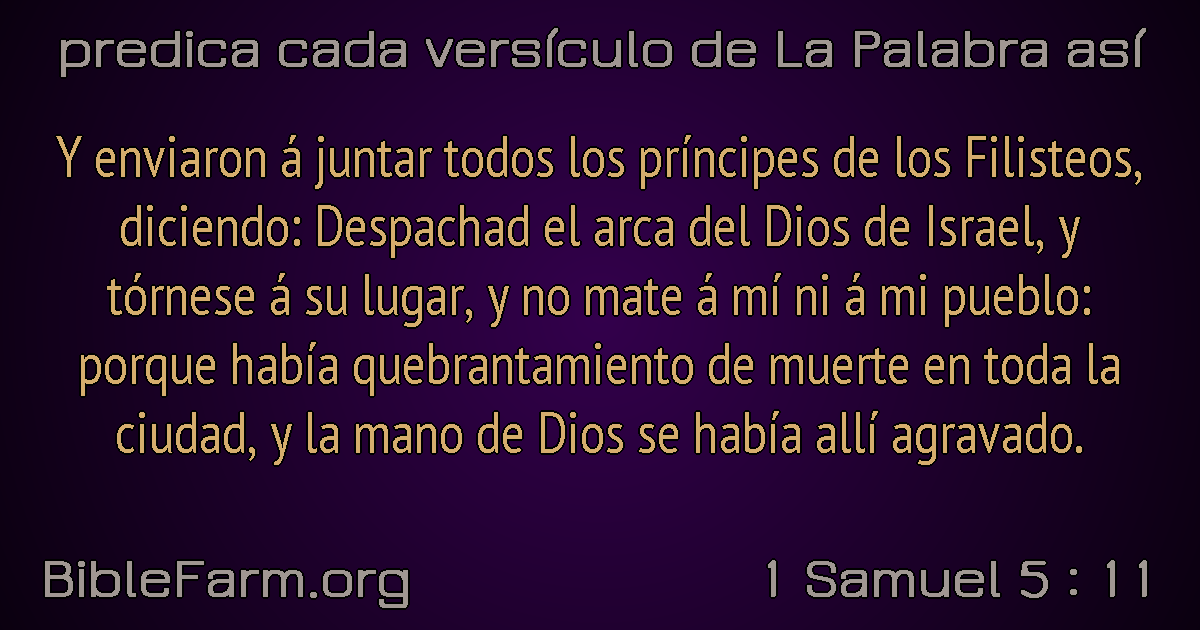 predica cada versículo de La Palabra así
Y enviaron á juntar todos los príncipes de los Filisteos,
diciendo: Despachad el arca del Dios de Israel, y
tórnese á su lugar, y no mate á mí ni á mi pueblo:
porque había quebrantamiento de muerte en toda la
ciudad, y la mano de Dios se había allí agravado.
BibleFarm.org
1 Samuel 5 : 11